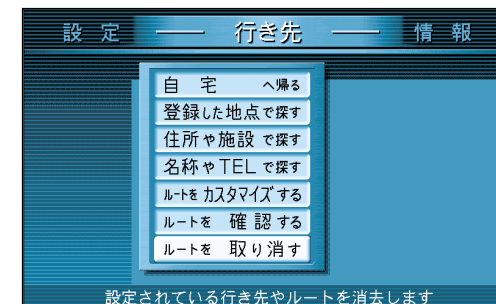 設定 行き先 情報
自宅 へ帰る
登録した地点で探す
住所や施設で探す
名称やTELで探す
ルートをカスタマイズする
ルートを 確認する
ルートを 取り消す
設定されている行き先やルートを消去します